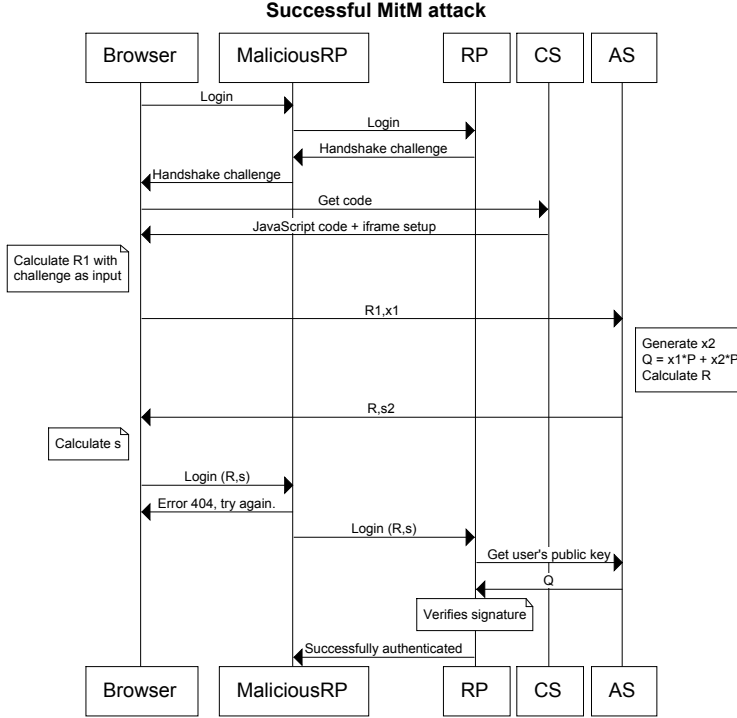 Successful MitM attack
Browser
MaliciousRP
RP
CS
AS
Login
Login
Handshake challenge
Handshake challenge
Get code
JavaScript code + iframe setup
Calculate R1 with
challenge as input
R1,x1
Generate x2
Q = x1*P + x2*P
Calculate R
R,s2
Calculate s
Login (R,s)
Error 404, try again.
Login (R,s)
Get user's public key
Q
Verifies signature
Successfully authenticated
Browser
MaliciousRP
RP
CS
AS